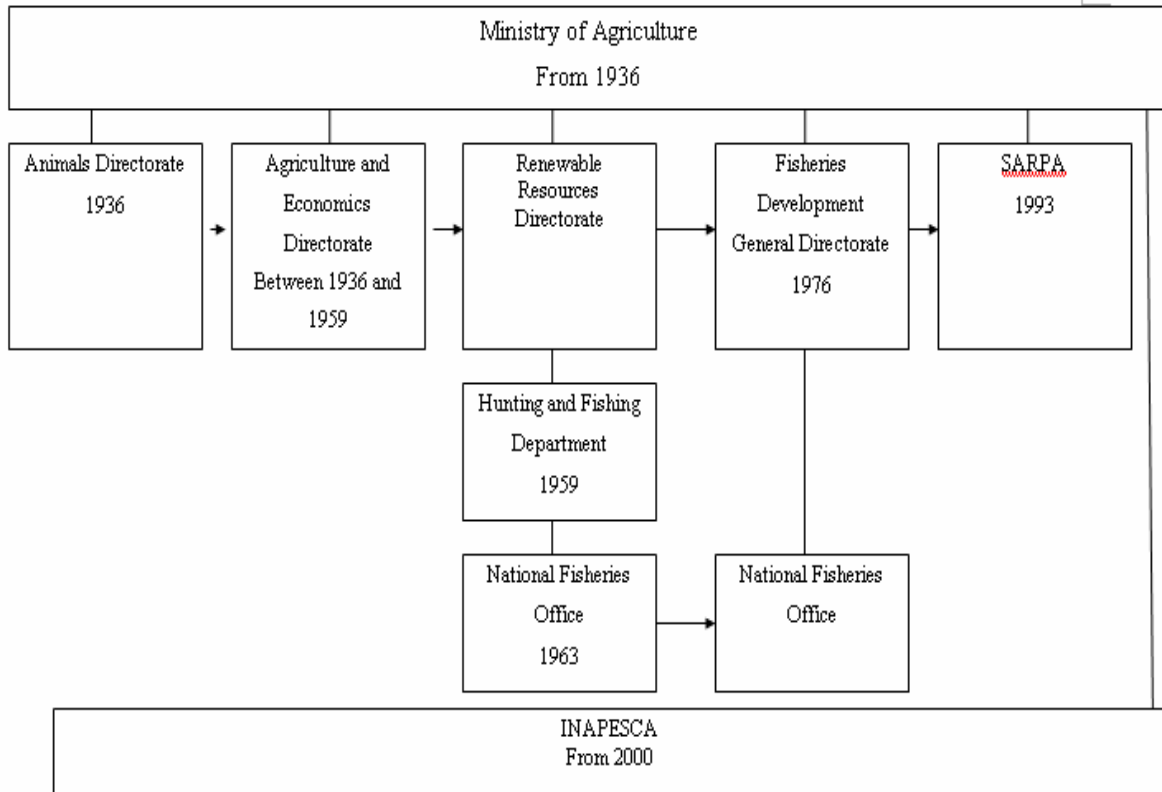 Ministry of Agriculture
From 1936
Animals Directorate
1936
Agriculture and
Economics
Directorate
Between 1936 and
1959
Renewable
Resources
Directorate
Fisheries
Development
General Directorate
1976
SARPA
1993
Hunting and Fishing
Department
1959
National Fisheries
Office
1963
National Fisheries
Office
INAPESCA
From 2000